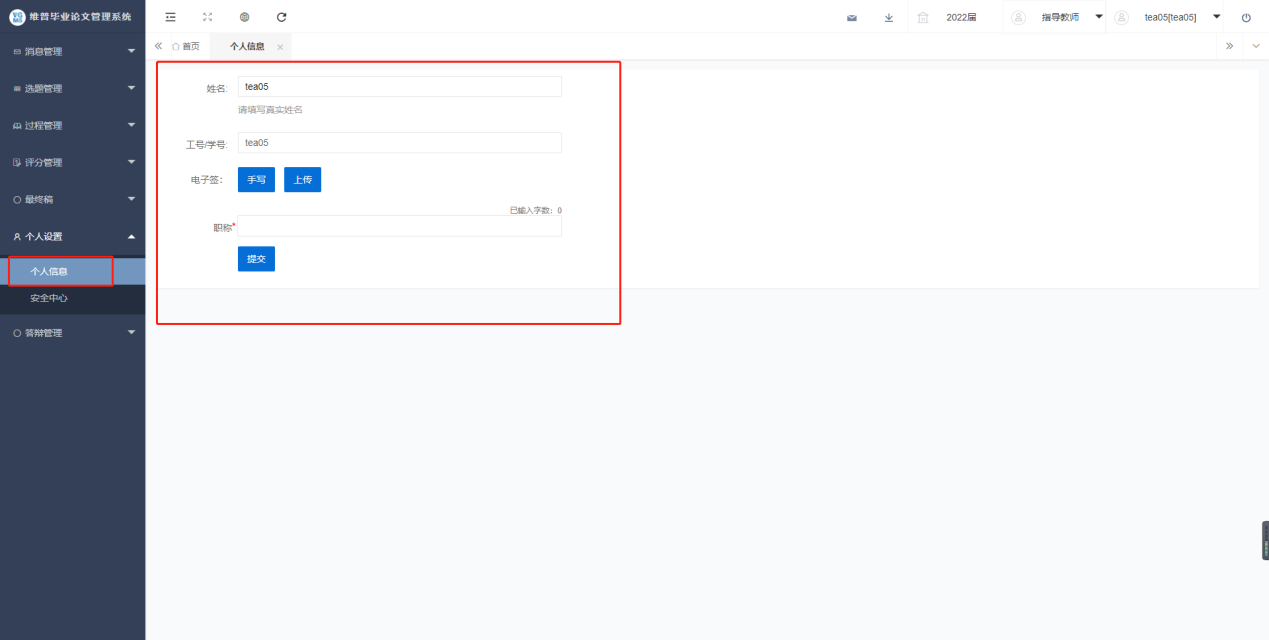 维普毕业论文管理系统
2022届
指导教师
tea05[tea05]
首页
个人信息
消息管理
选题管理
过程管理
评分管理
最终稿
个人设置
个人信息
安全中心
答辩管理
姓名:
tea05
请填写真实姓名
工号/学号:
tea05
电子签:
手写
上传
已输入字数: 0
职称*
提交